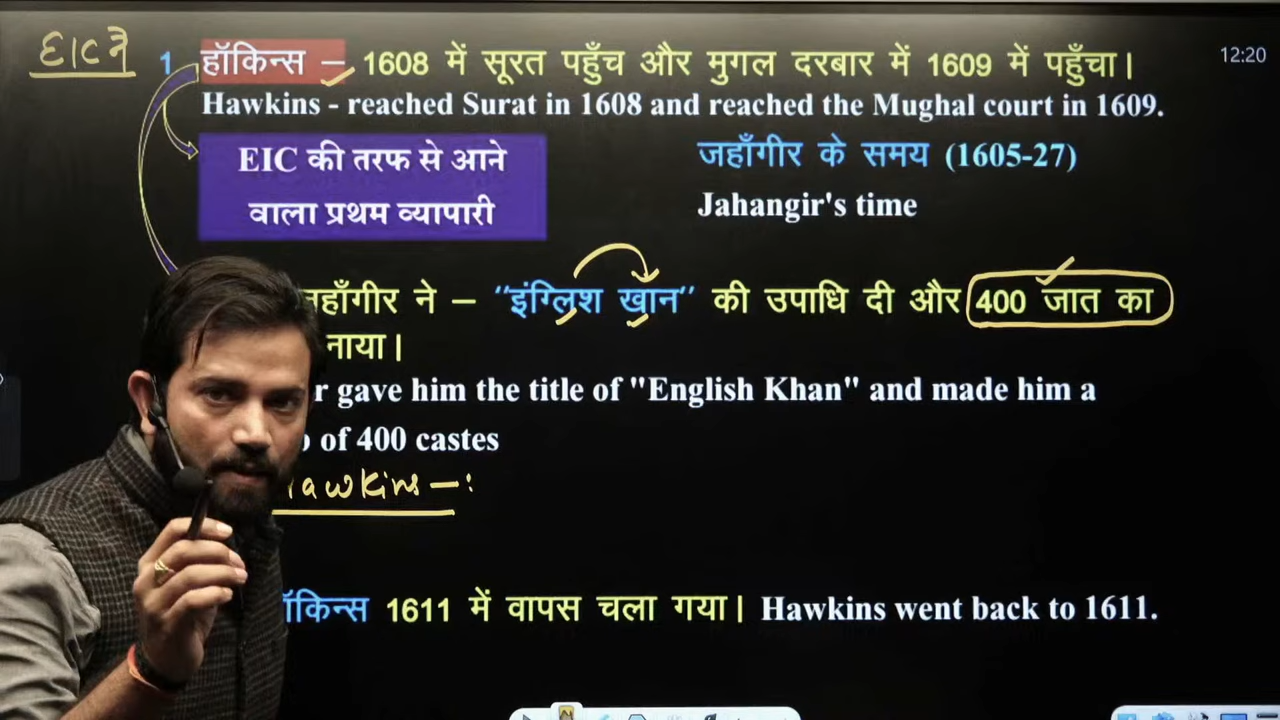 EIC ने
1 हॉकिन्स – 1608 में सूरत पहुँच और मुगल दरबार में 1609 में पहुँचा।
12:20
Hawkins - reached Surat in 1608 and reached the Mughal court in 1609.
EIC की तरफ से आने
वाला प्रथम व्यापारी
जहाँगीर के समय (1605-27)
Jahangir's time
ने – "इंग्लिश खान" की उपाधि दी और 400 जात का
gave him the title of "English Khan" and made him a
of 400 castes
1611 में वापस चला गया। Hawkins went back to 1611.